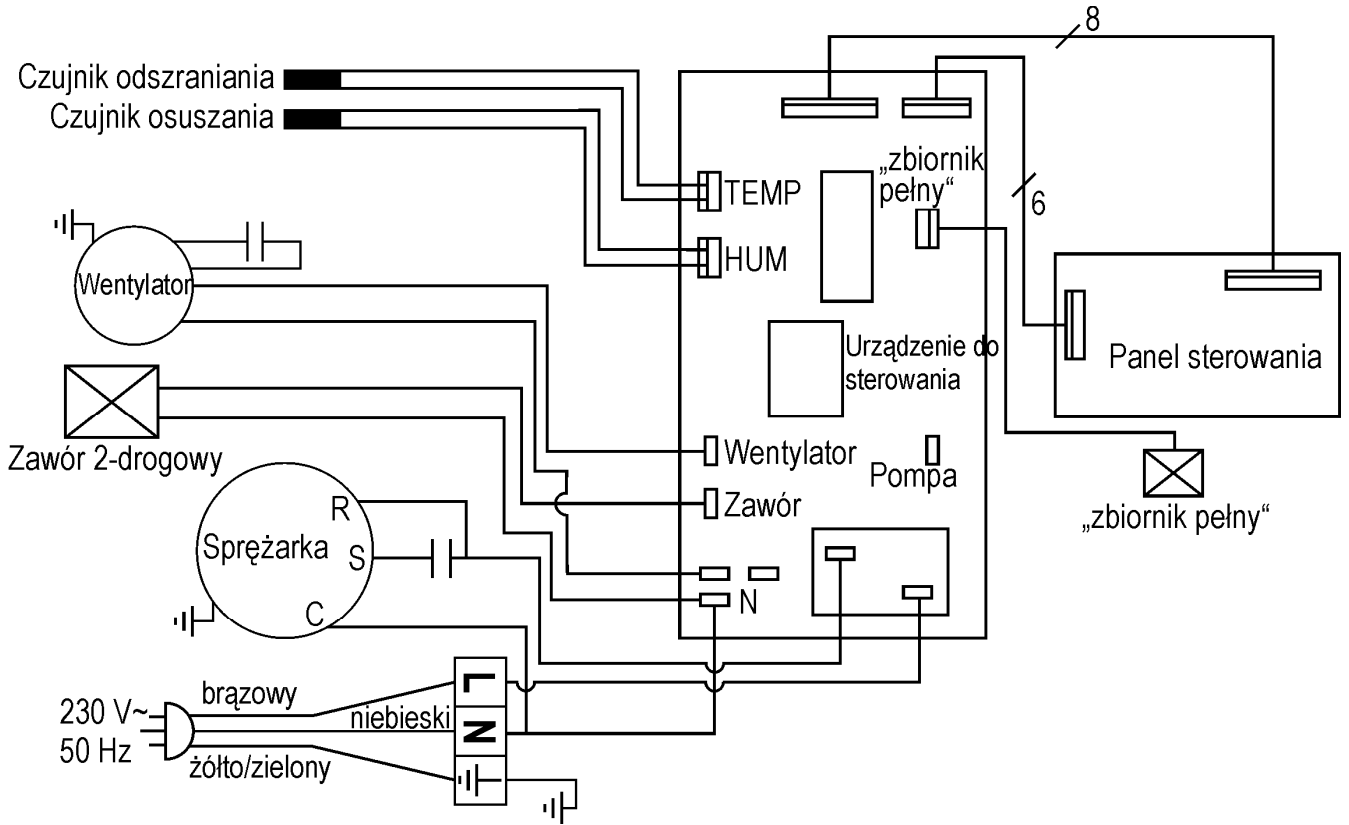 8
Czujnik odszraniania
Czujnik osuszania
„zbiornik
pełny“
TEMP
6
HUM
Wentylator
Urządzenie do
sterowania
Panel sterowania
Zawór 2-drogowy
Wentylator
Pompa
Zawór
„zbiornik pełny“
R
Sprężarka
S
C
N
brązowy
L
230 V~
niebieski
N
50 Hz
żółto/zielony